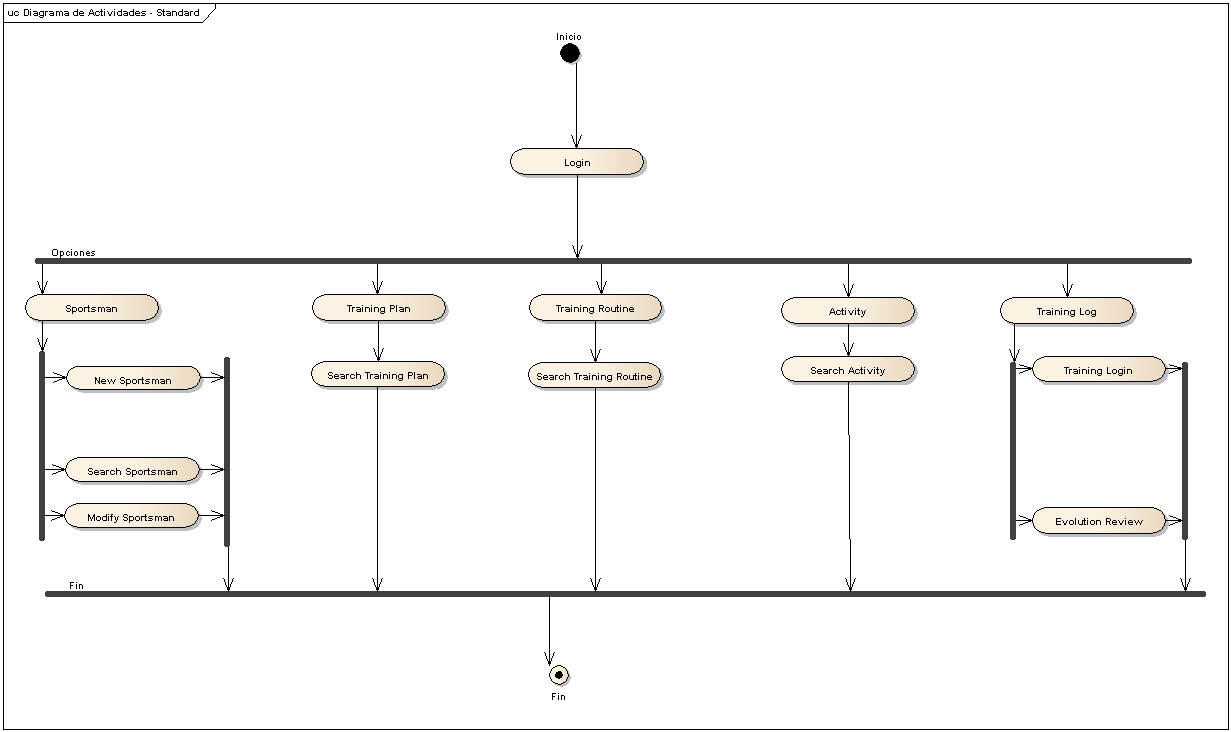 uc Diagrama de Actividades - Standard
Inicio
Login
Opciones
Sportsman
Training Plan
Training Routine
Activity
Training Log
New Sportsman
Search Training Plan
Search Training Routine
Search Activity
Training Login
Search Sportsman
Modify Sportsman
Evolution Review
Fin
Fin